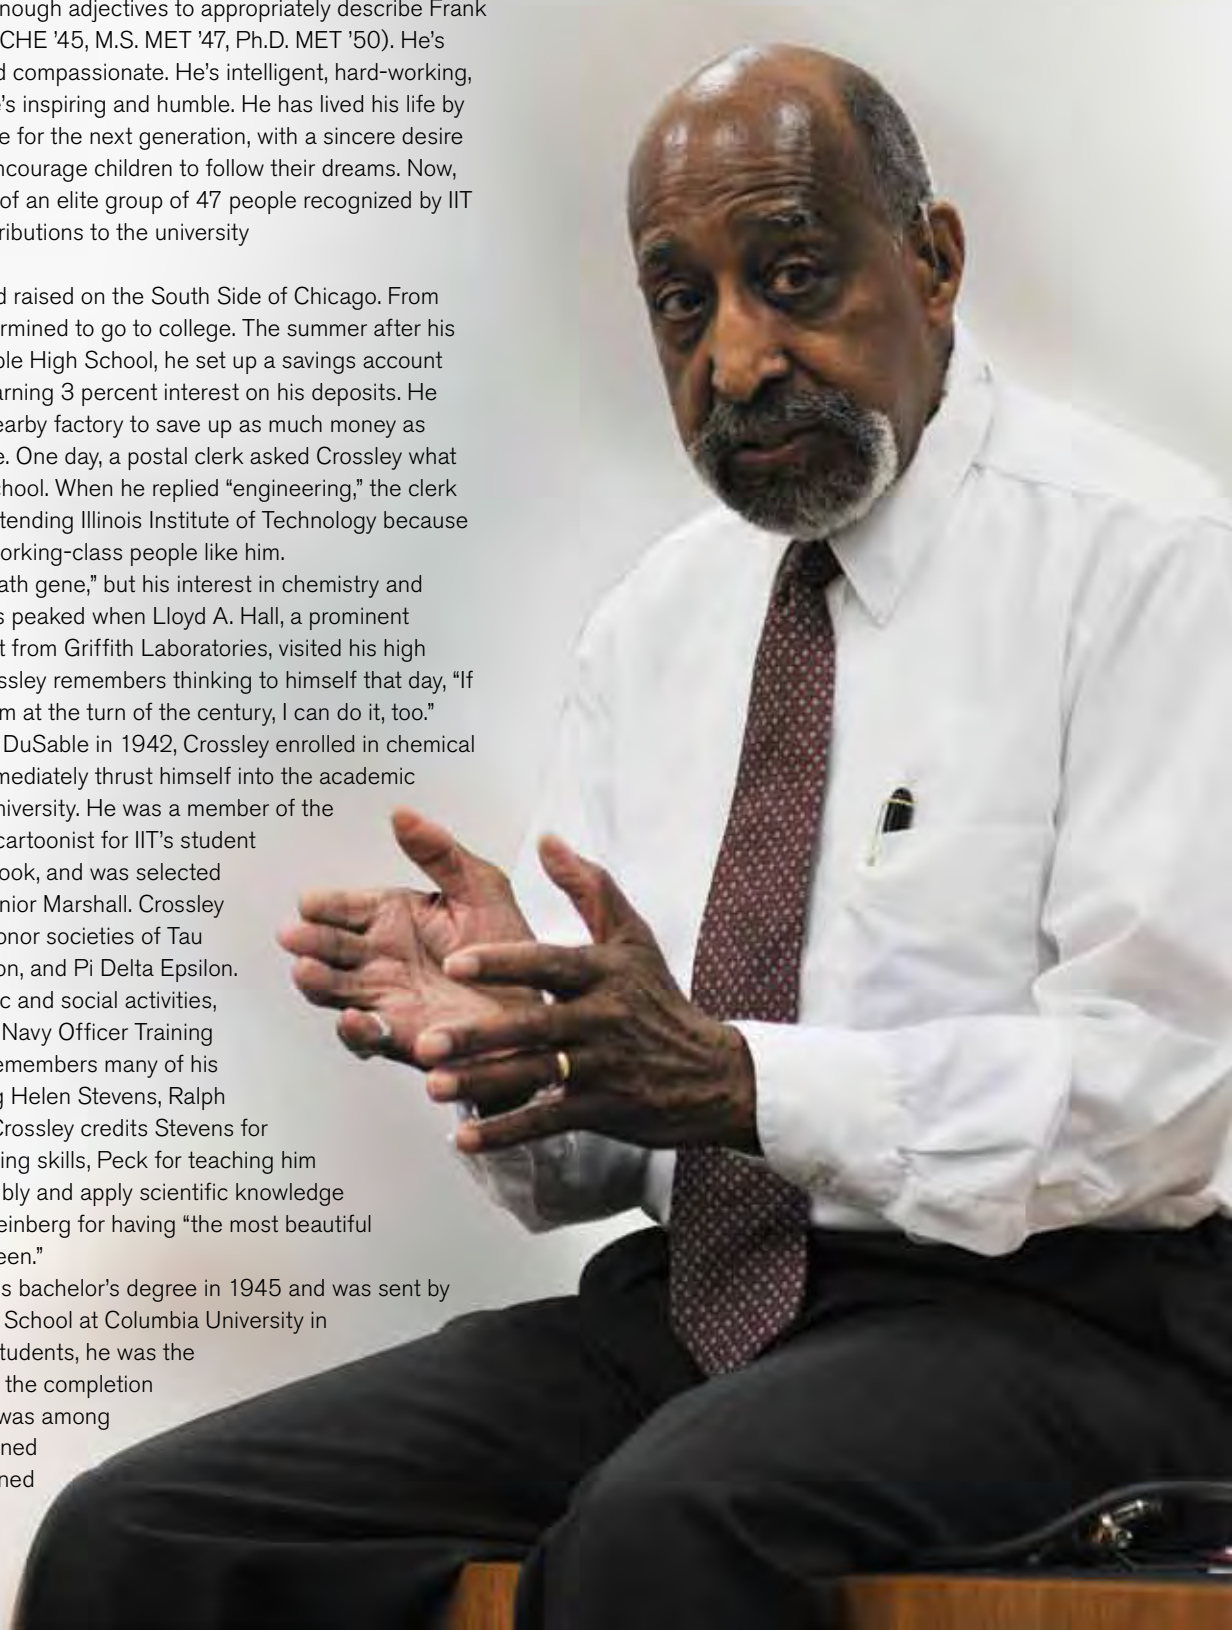 nough adjectives to appropriately describe Frank
CHE ’45, M.S. MET ’47, Ph.D. MET ’50). He’s
d compassionate. He’s intelligent, hard-working,
’s inspiring and humble. He has lived his life by
e for the next generation, with a sincere desire
ncourage children to follow their dreams. Now,
of an elite group of 47 people recognized by IIT
ributions to the university
d raised on the South Side of Chicago. From
rmined to go to college. The summer after his
ble High School, he set up a savings account
arning 3 percent interest on his deposits. He
earby factory to save up as much money as
e. One day, a postal clerk asked Crossley what
chool. When he replied “engineering,” the clerk
tending Illinois Institute of Technology because
orking-class people like him.
ath gene,” but his interest in chemistry and
s peaked when Lloyd A. Hall, a prominent
t from Griffith Laboratories, visited his high
ssley remembers thinking to himself that day, “If
m at the turn of the century, I can do it, too.”
DuSable in 1942, Crossley enrolled in chemical
mediately thrust himself into the academic
niversity. He was a member of the
cartoonist for IIT’s student
ook, and was selected
nior Marshall. Crossley
onor societies of Tau
on, and Pi Delta Epsilon.
c and social activities,
Navy Officer Training
emembers many of his
g Helen Stevens, Ralph
Crossley credits Stevens for
ing skills, Peck for teaching him
bly and apply scientific knowledge
einberg for having “the most beautiful
een.”
s bachelor’s degree in 1945 and was sent by
School at Columbia University in
tudents, he was the
the completion
was among
ned
ned